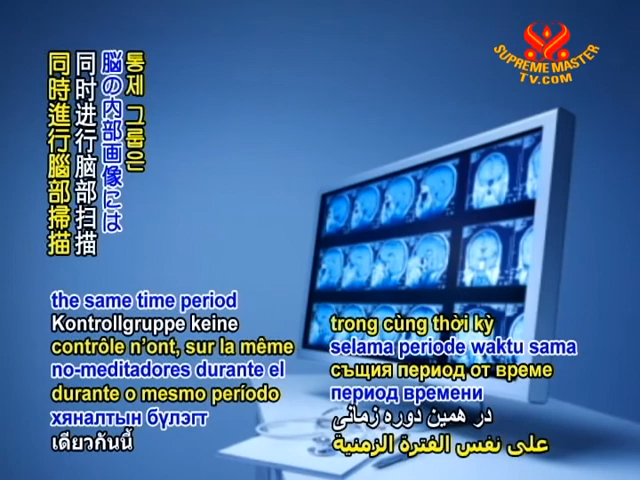 SUPREME MASTER
TV.COM
통제 그룹은
脳の内部画像には
同时进行脑部扫描
同時進行腦部掃描
the same time period
Kontrollgruppe keine
contrôle n'ont, sur la même
no-meditadores durante el
durante o mesmo período
хяналтын бүлэгт
เดียวกันนี้
trong cùng thời kỳ
selama periode waktu sama
същия период от време
период времени
در همین دوره زمانی
على نفس الفترة الزمنية